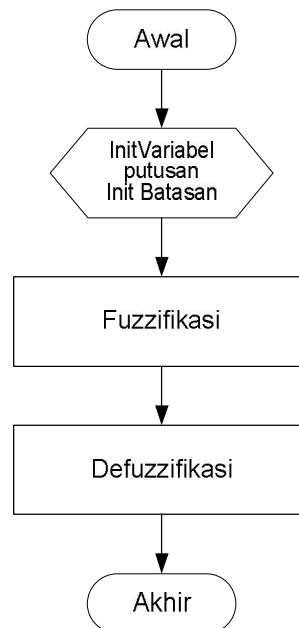 Awal
InitVariabel
putusan
Init Batasan
Fuzzifikasi
Defuzzifikasi
Akhir